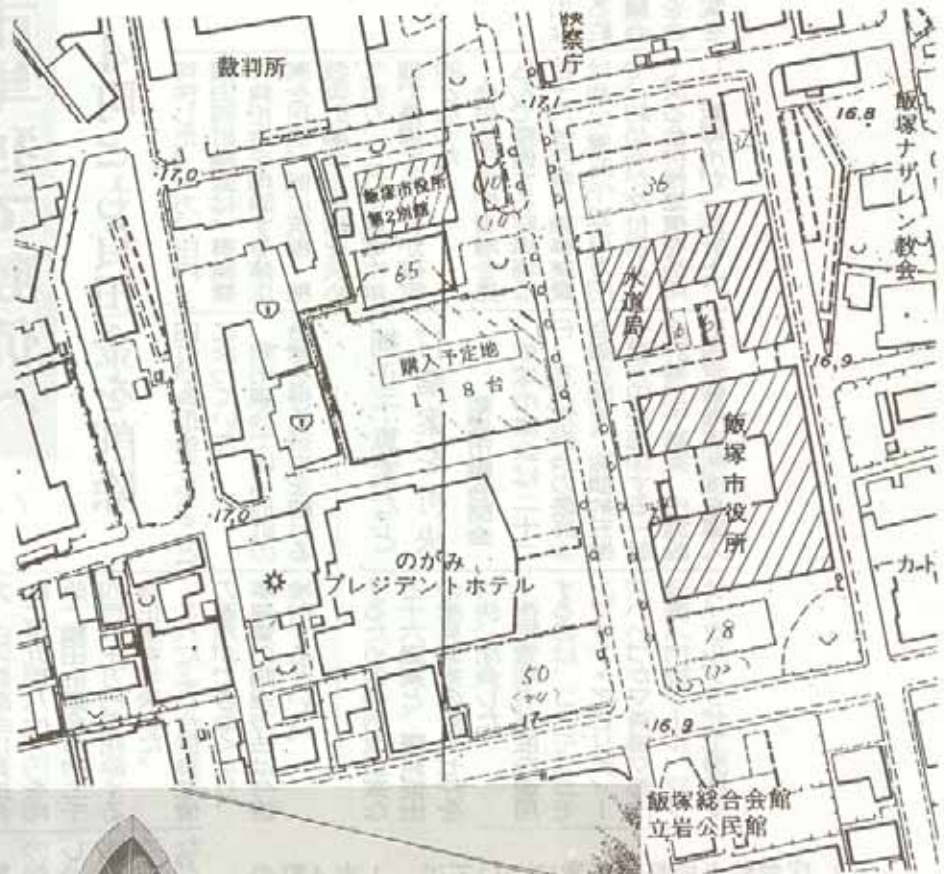 裁判所
検察庁
17.1
16.8
飯塚ナザレン教会
17.0
飯塚市役所
第2別館
36
37
65
水道局
購入予定地
118台
16.9
飯塚市役所
17.0
のがみ
プレジデントホテル
カト
18
50
17
16.9
飯塚総合会館
立岩公民館